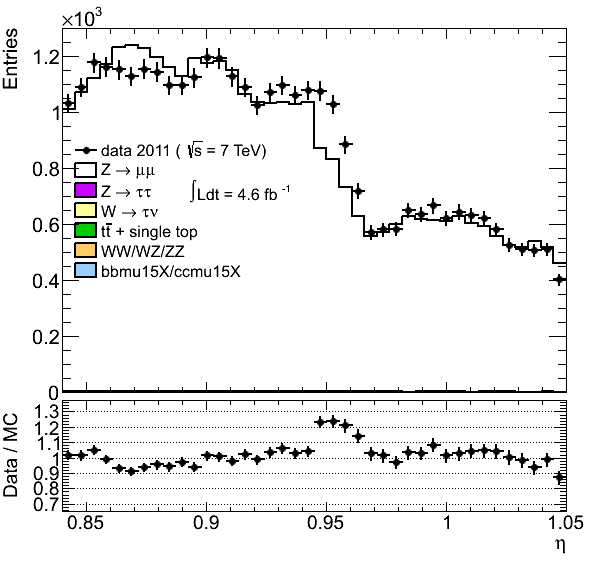 ×10³
Entries
1.2
1
0.8
0.6
0.4
0.2
0
data 2011 ( √s = 7 TeV)
Z → μμ
Z → ττ
∫Ldt = 4.6 fb⁻¹
W → τν
tt̄ + single top
WW/WZ/ZZ
bbmu15X/ccmu15X
Data / MC
1.3
1.2
1.1
1
0.9
0.8
0.7
0.85 0.9 0.95 1 1.05
η